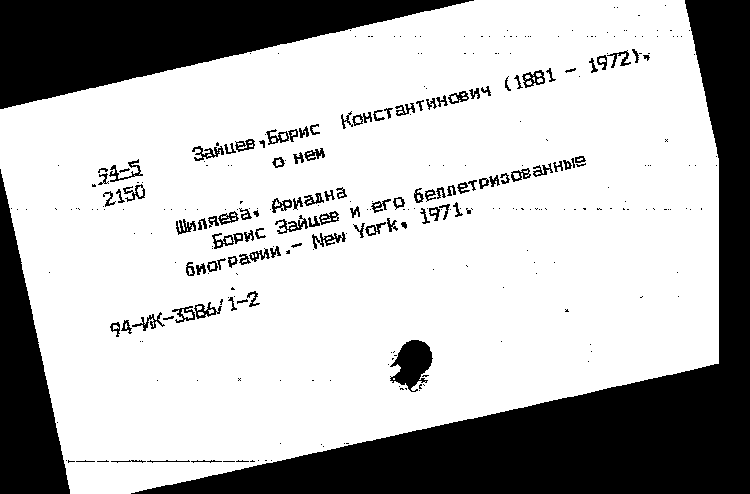 Зайцев,Борис Константинович (1881 - 1972),
94-5 о нем
2150
Шиляева, Ариадна
Борис Зайцев и его беллетризованные
биографии.- New York, 1971.
94-ИК-3586/1-2